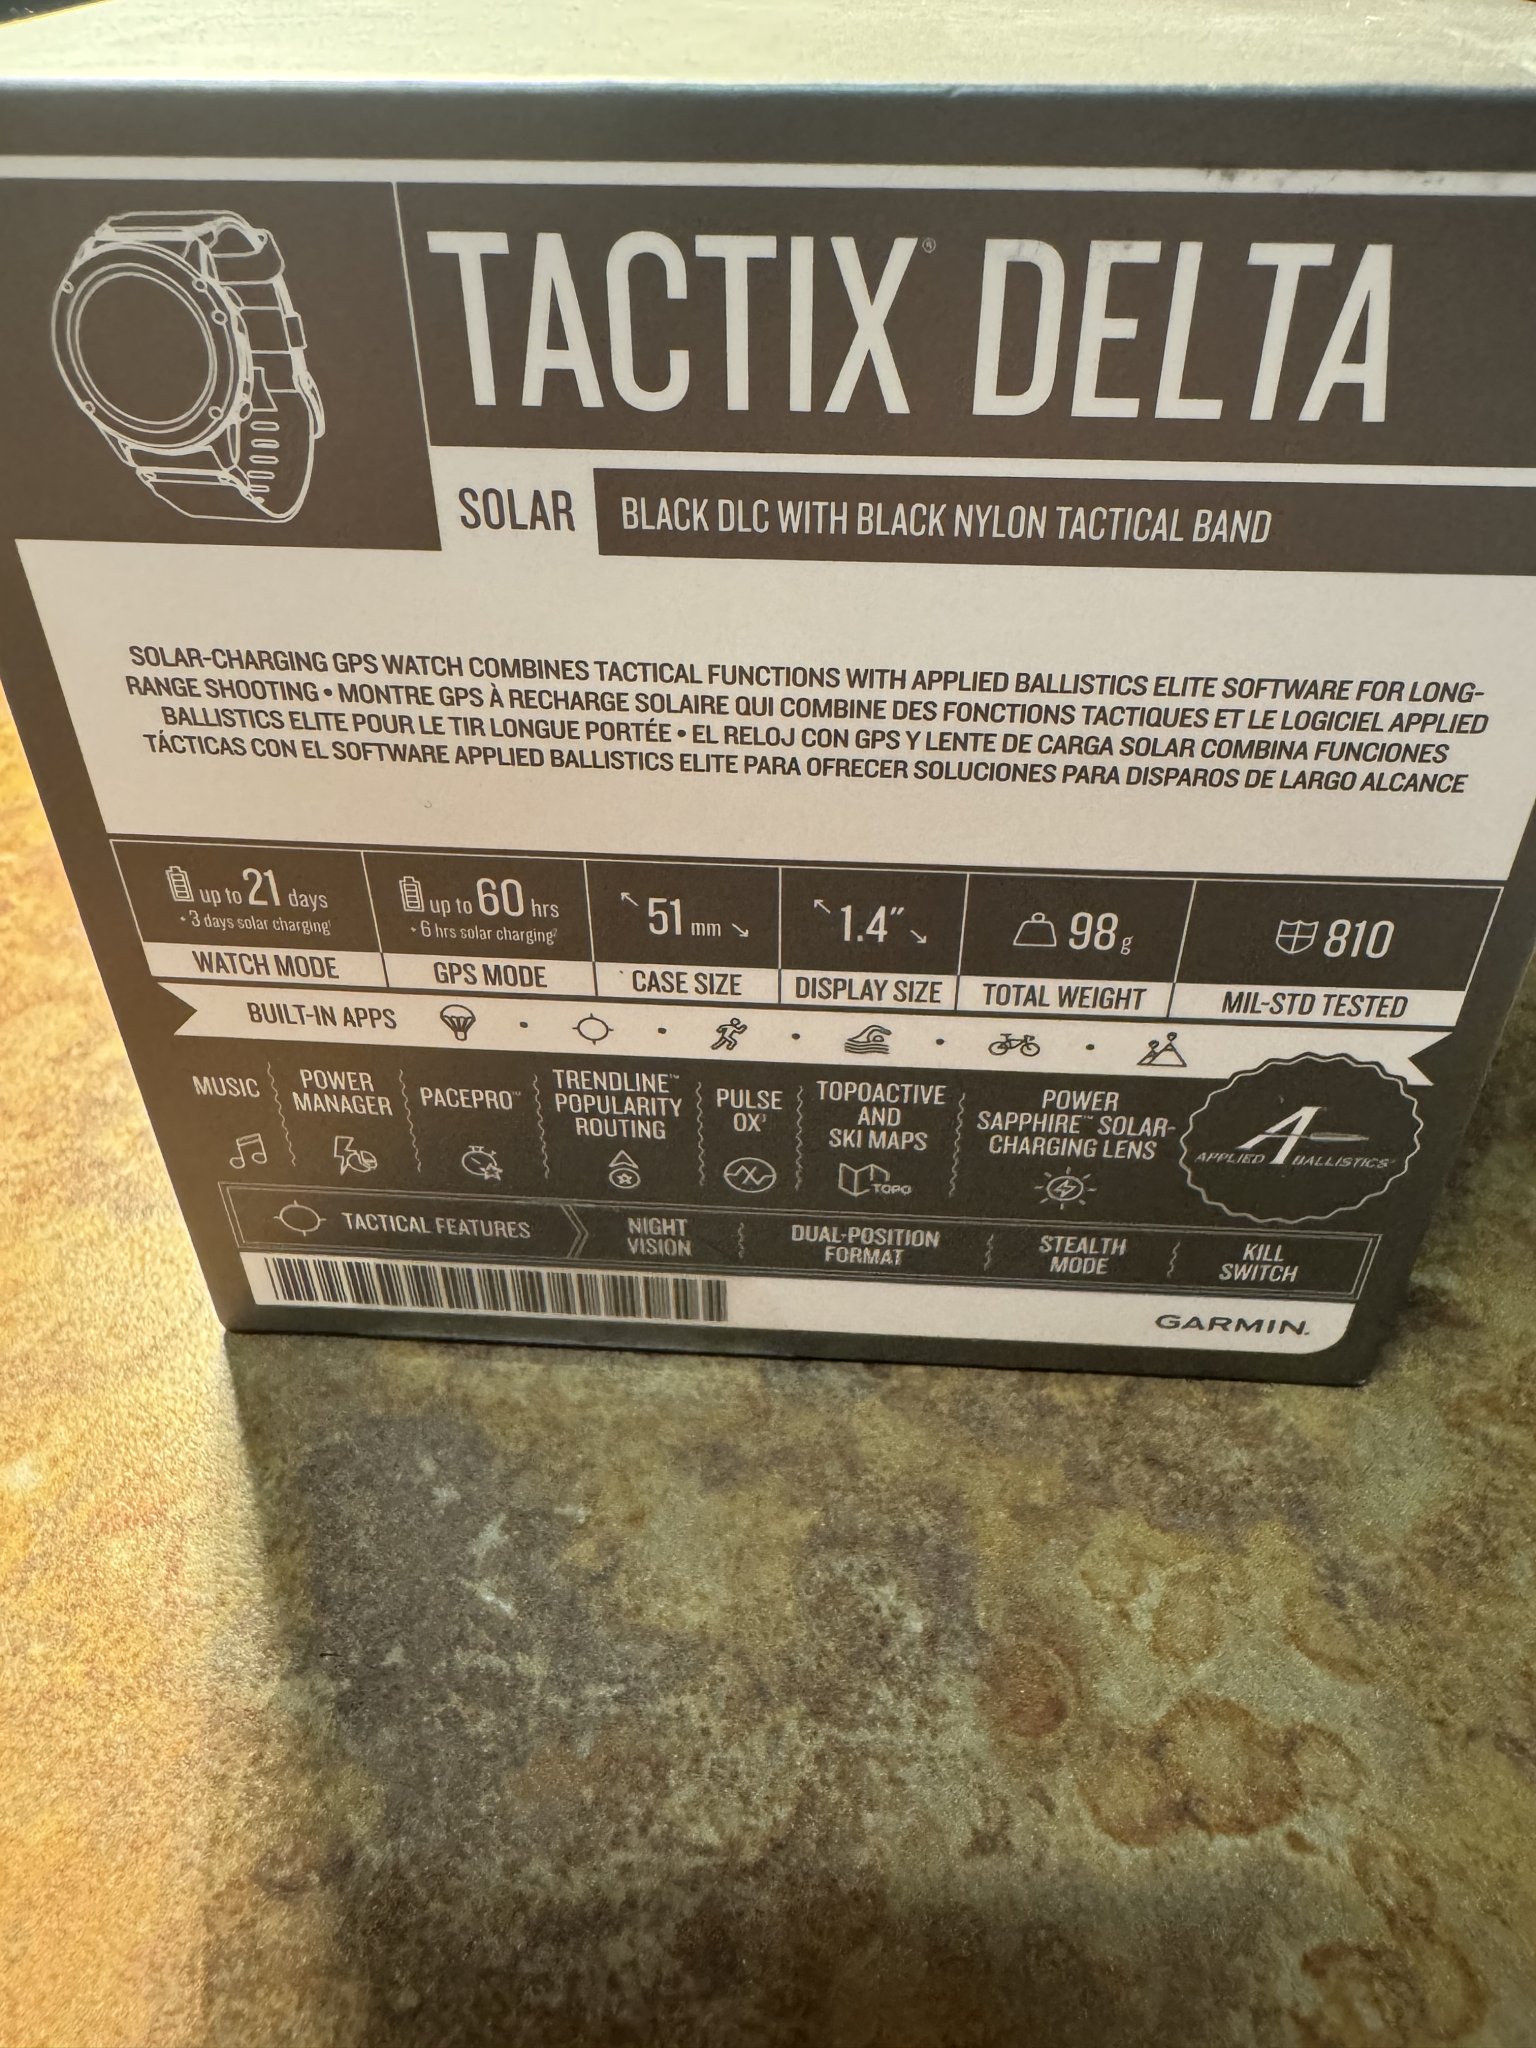 TACTIX® DELTA
SOLAR
BLACK DLC WITH BLACK NYLON TACTICAL BAND
SOLAR-CHARGING GPS WATCH COMBINES TACTICAL FUNCTIONS WITH APPLIED BALLISTICS ELITE SOFTWARE FOR LONG-
RANGE SHOOTING • MONTRE GPS À RECHARGE SOLAIRE QUI COMBINE DES FONCTIONS TACTIQUES ET LE LOGICIEL APPLIED
BALLISTICS ELITE POUR LE TIR LONGUE PORTÉE • EL RELOJ CON GPS Y LENTE DE CARGA SOLAR COMBINA FUNCIONES
TÁCTICAS CON EL SOFTWARE APPLIED BALLISTICS ELITE PARA OFRECER SOLUCIONES PARA DISPAROS DE LARGO ALCANCE
up to 21 days
+ 3 days solar charging¹
WATCH MODE
up to 60 hrs
+ 6 hrs solar charging²
GPS MODE
51 mm
CASE SIZE
1.4″
DISPLAY SIZE
98 g
TOTAL WEIGHT
810
MIL-STD TESTED
BUILT-IN APPS
MUSIC
POWER
MANAGER
PACEPRO™
TRENDLINE™
POPULARITY
ROUTING
PULSE
OX³
TOPOACTIVE
AND
SKI MAPS
TOPO
POWER
SAPPHIRE™ SOLAR-
CHARGING LENS
APPLIED BALLISTICS®
TACTICAL FEATURES
NIGHT
VISION
DUAL-POSITION
FORMAT
STEALTH
MODE
KILL
SWITCH
GARMIN.